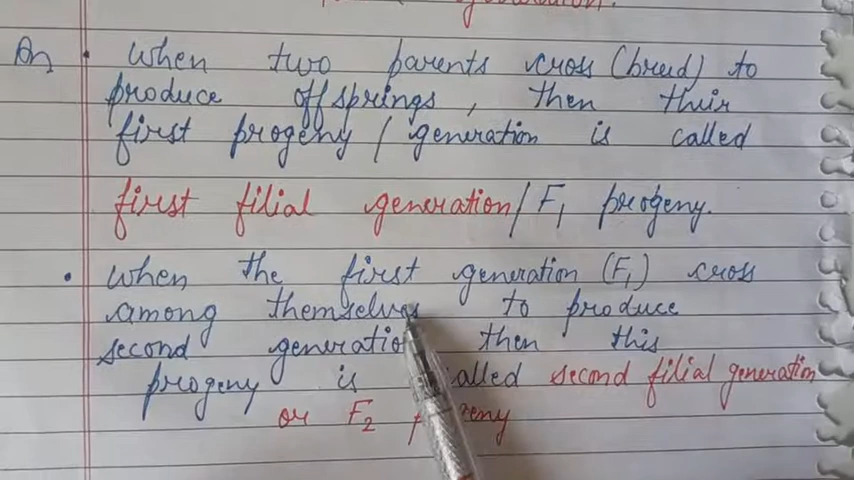 An • When two parents cross (breed) to
produce offsprings, then their
first progeny / generation is called
first filial generation / F₁ progeny.
• When the first generation (F₁) cross
among themselves to produce
second generation then this
progeny is called second filial generation
or F₂